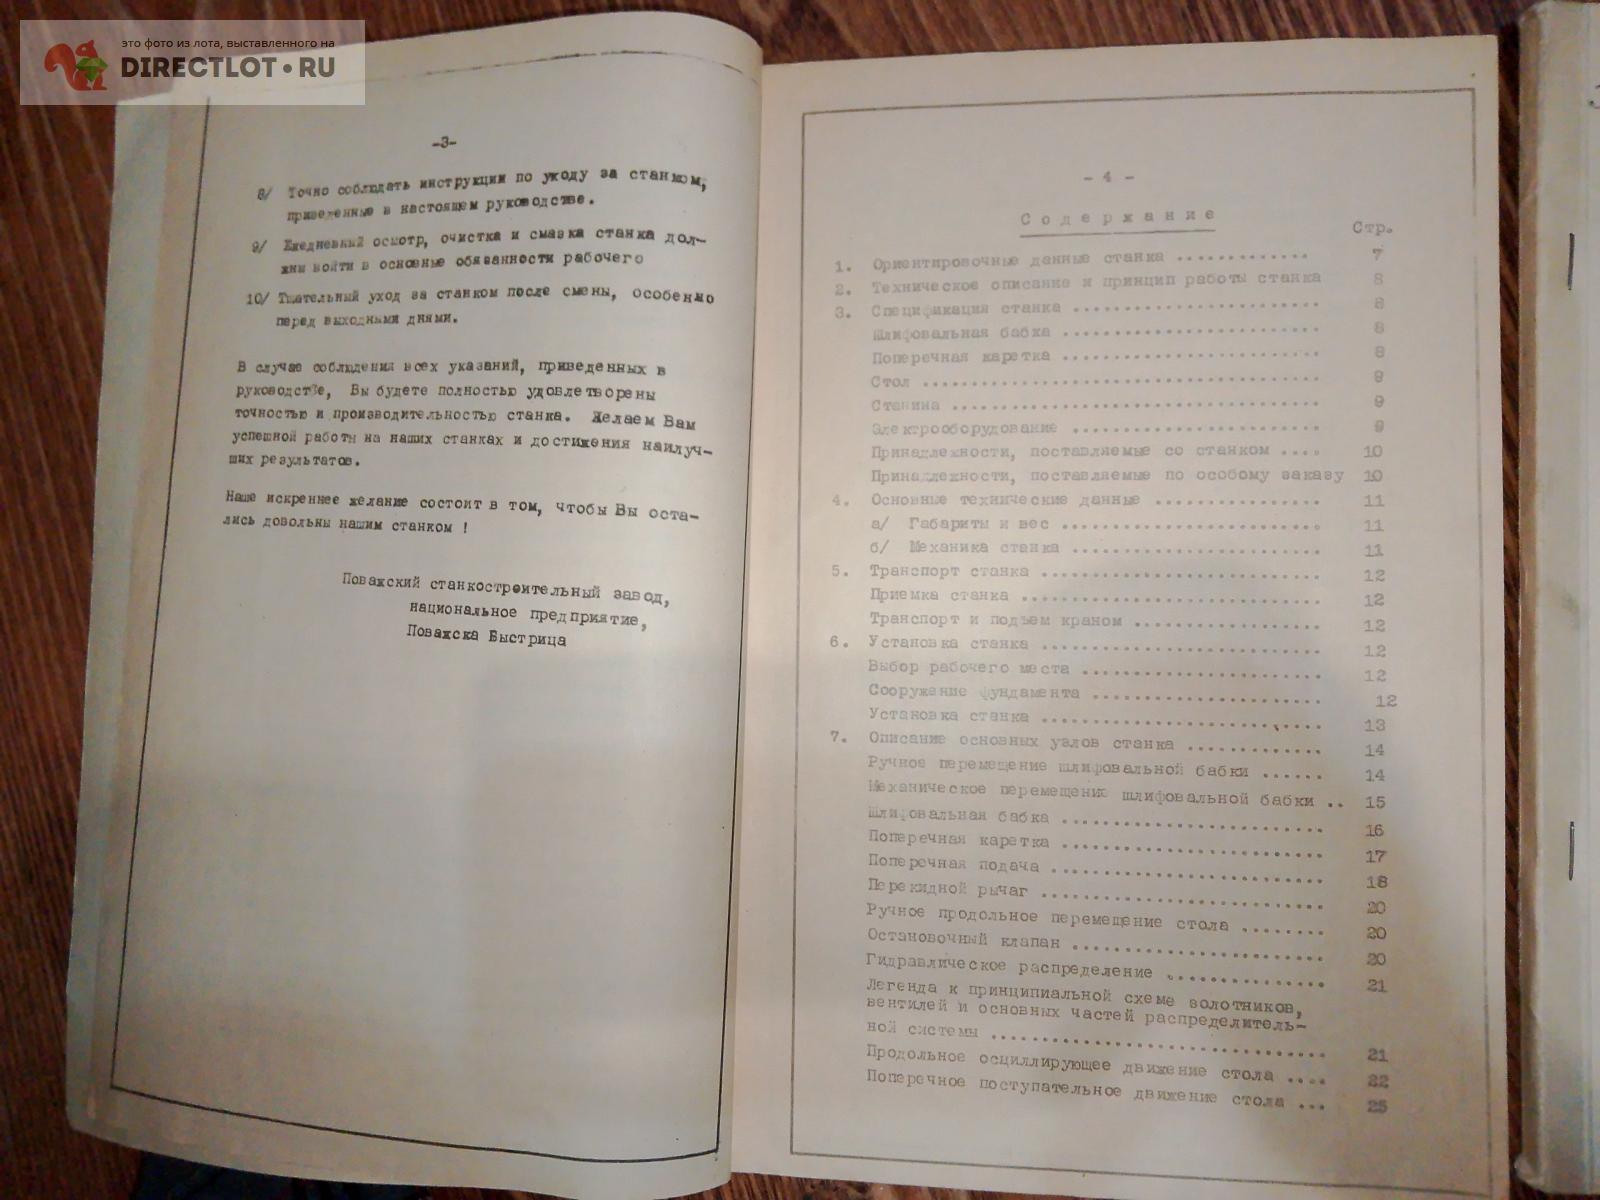 это фото из лота, выставленного на
DIRECTLOT•RU
-3-
8/ Точно соблюдать инструкции по уходу за станком,
приведенные в настоящем руководстве.
9/ Ежедневный осмотр, очистка и смазка станка дол-
жны войти в основные обязанности рабочего
10/ Тщательный уход за станком после смены, особенно
перед выходными днями.
В случае соблюдения всех указаний, приведенных в
руководстве, Вы будете полностью удовлетворены
точностью и производительностью станка. Желаем Вам
успешной работы на наших станках и достижения наилуч-
ших результатов.
Наше искреннее желание состоит в том, чтобы Вы оста-
лись довольны нашим станком !
Поважский станкостроительный завод,
национальное предприятие,
Поважска Быстрица
- 4 -
Содержание
Стр.
1. Ориентировочные данные станка ............. 7
2. Техническое описание и принцип работы станка 8
3. Спецификация станка ......................... 8
Шлифовальная бабка .......................... 8
Поперечная каретка .......................... 8
Стол ........................................ 9
Станина ..................................... 9
Электрооборудование ......................... 9
Принадлежности, поставляемые со станком .... 10
Принадлежности, поставляемые по особому заказу 10
4. Основные технические данные ................. 11
а/ Габариты и вес .......................... 11
б/ Механика станка ......................... 11
5. Транспорт станка ............................ 12
Приемка станка .............................. 12
Транспорт и подъем краном ................... 12
6. Установка станка ............................ 12
Выбор рабочего места ........................ 12
Сооружение фундамента ....................... 12
Установка станка ............................ 13
7. Описание основных узлов станка .............. 14
Ручное перемещение шлифовальной бабки ...... 14
Механическое перемещение шлифовальной бабки .. 15
Шлифовальная бабка .......................... 16
Поперечная каретка .......................... 17
Поперечная подача ........................... 18
Перекидной рычаг ............................ 20
Ручное продольное перемещение стола ........ 20
Остановочный клапан ......................... 20
Гидравлическое распределение ................ 21
Легенда к принципиальной схеме золотников,
вентилей и основных частей распределитель-
ной системы ................................. 21
Продольное осциллирующее движение стола .... 22
Поперечное поступательное движение стола ... 25